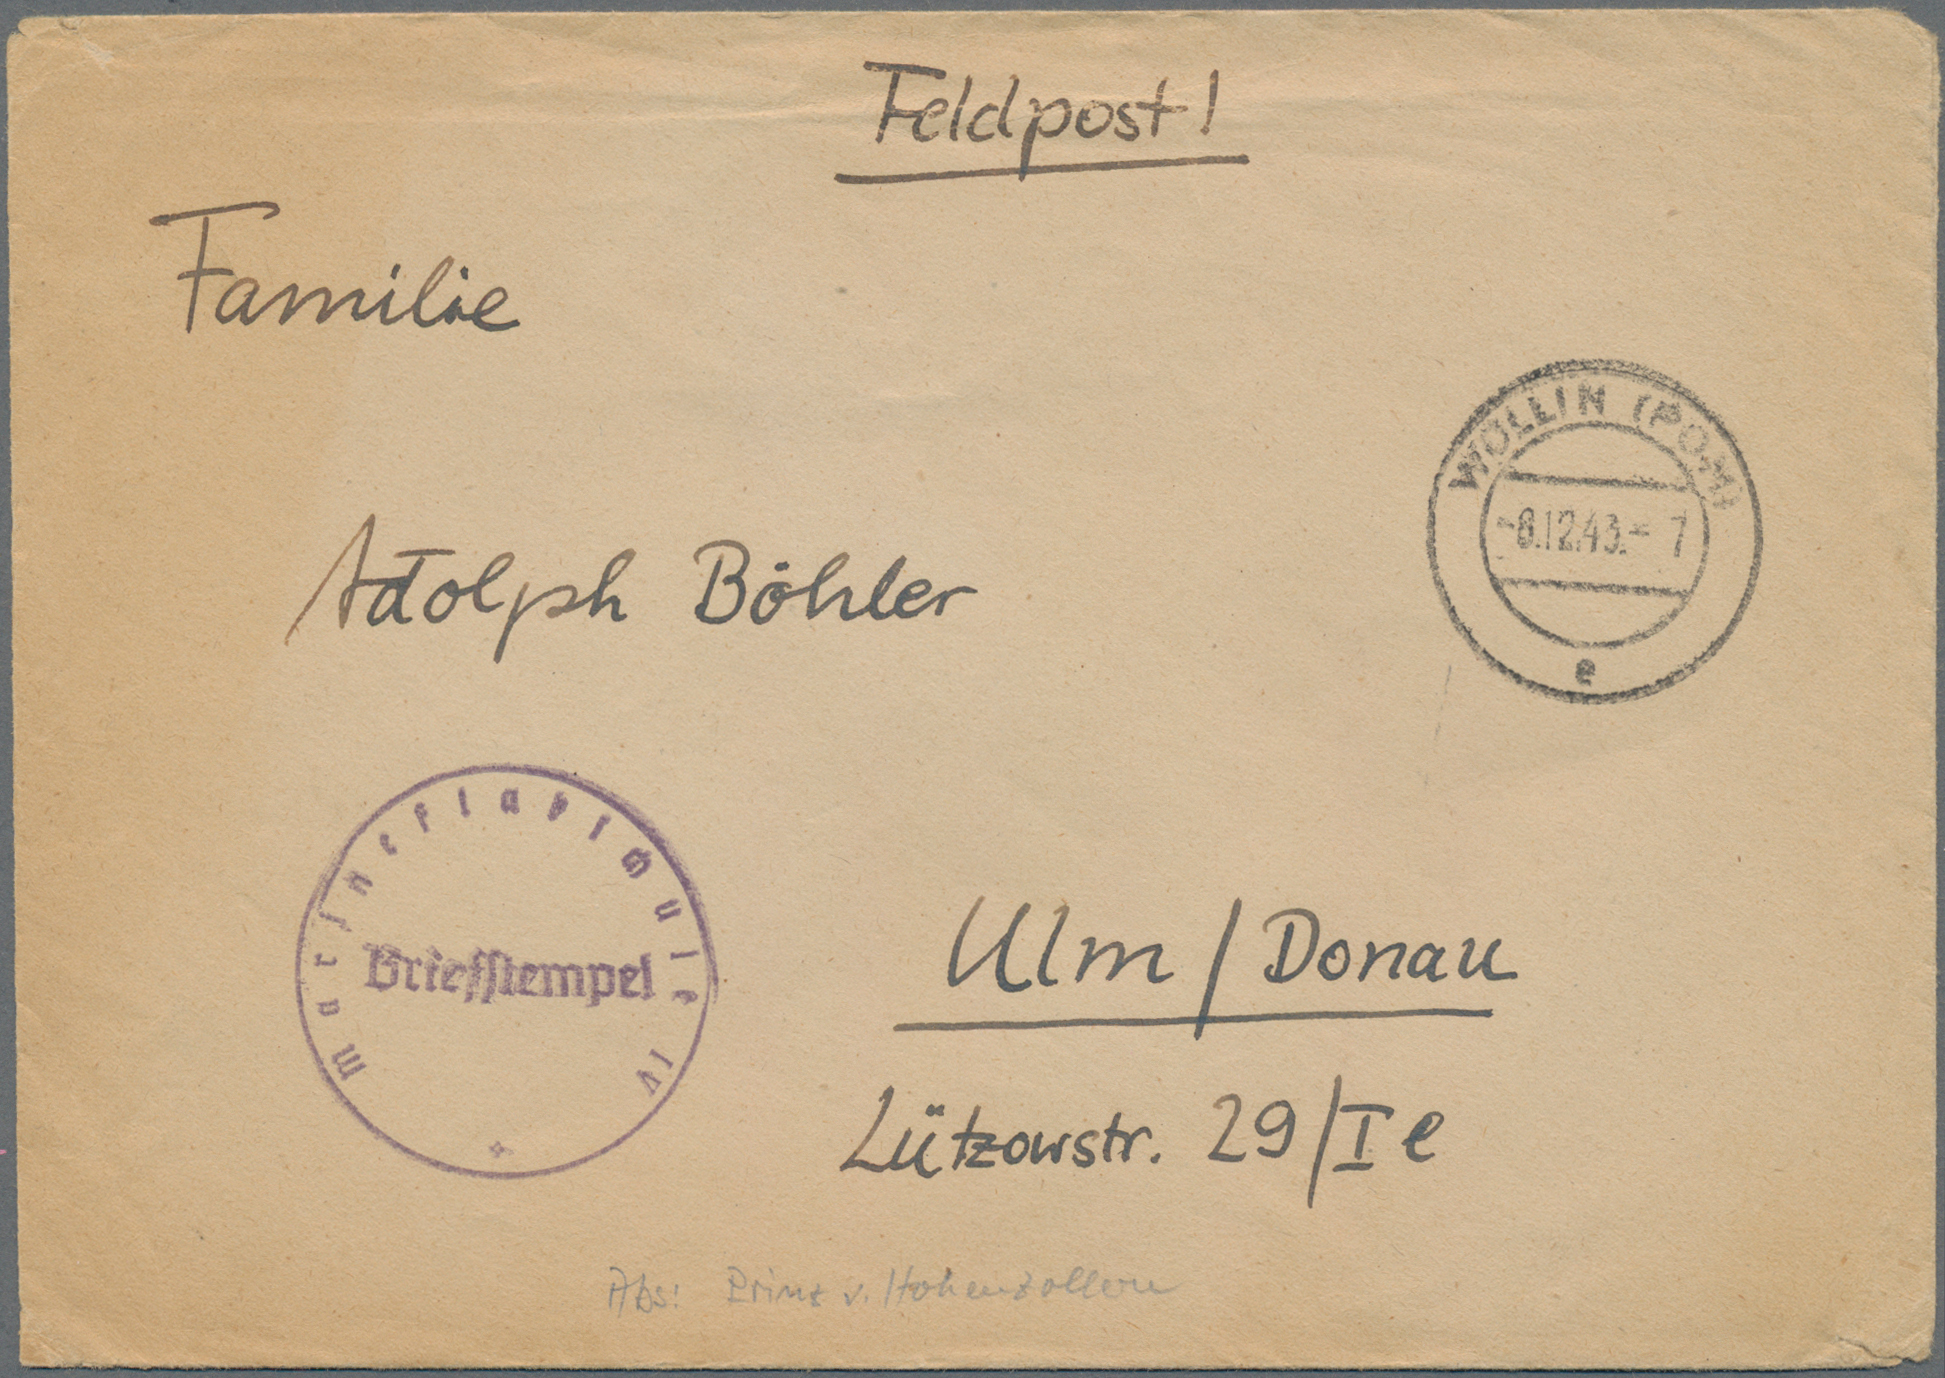 Feldpost!
Familie
WOLLIN (POM)
-8.12.43.- 7
e
Adolph Böhler
Marineflakschule IV
Briefstempel
Ulm / Donau
Lützowstr. 29/I e
Abs: Prinz v. Hohenzollern